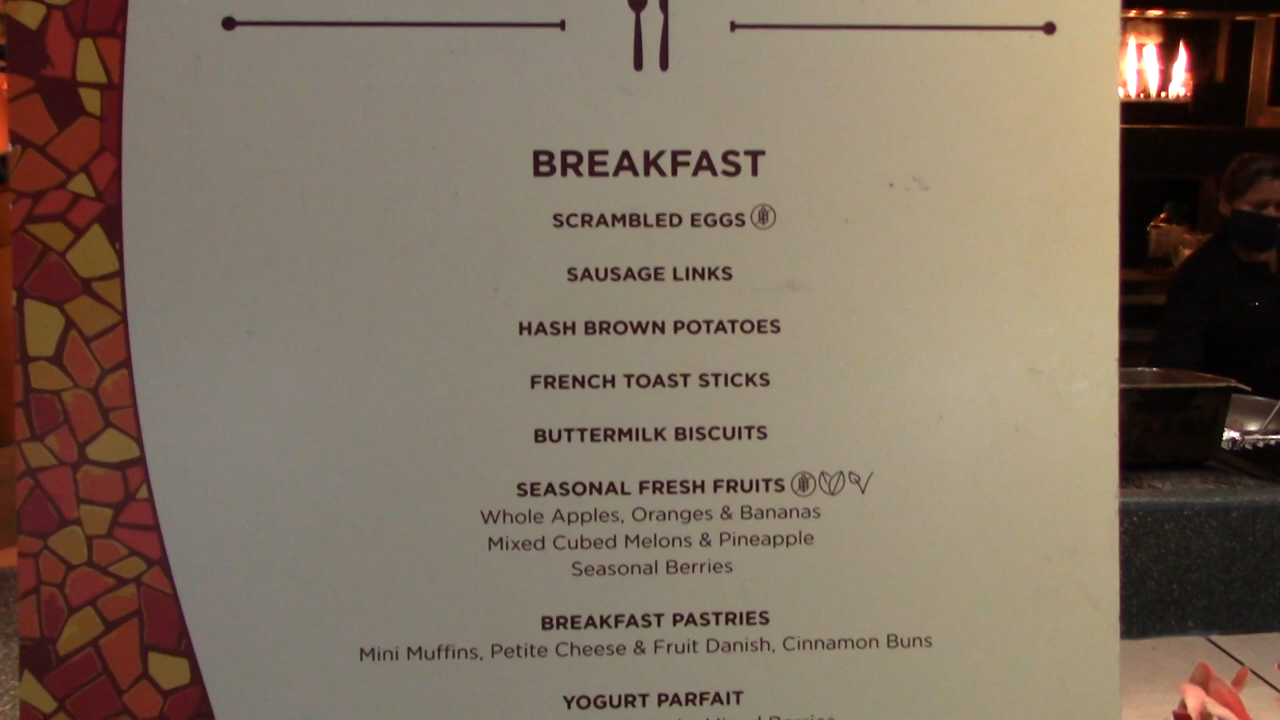 BREAKFAST
SCRAMBLED EGGS
SAUSAGE LINKS
HASH BROWN POTATOES
FRENCH TOAST STICKS
BUTTERMILK BISCUITS
SEASONAL FRESH FRUITS
Whole Apples, Oranges & Bananas
Mixed Cubed Melons & Pineapple
Seasonal Berries
BREAKFAST PASTRIES
Mini Muffins, Petite Cheese & Fruit Danish, Cinnamon Buns
YOGURT PARFAIT